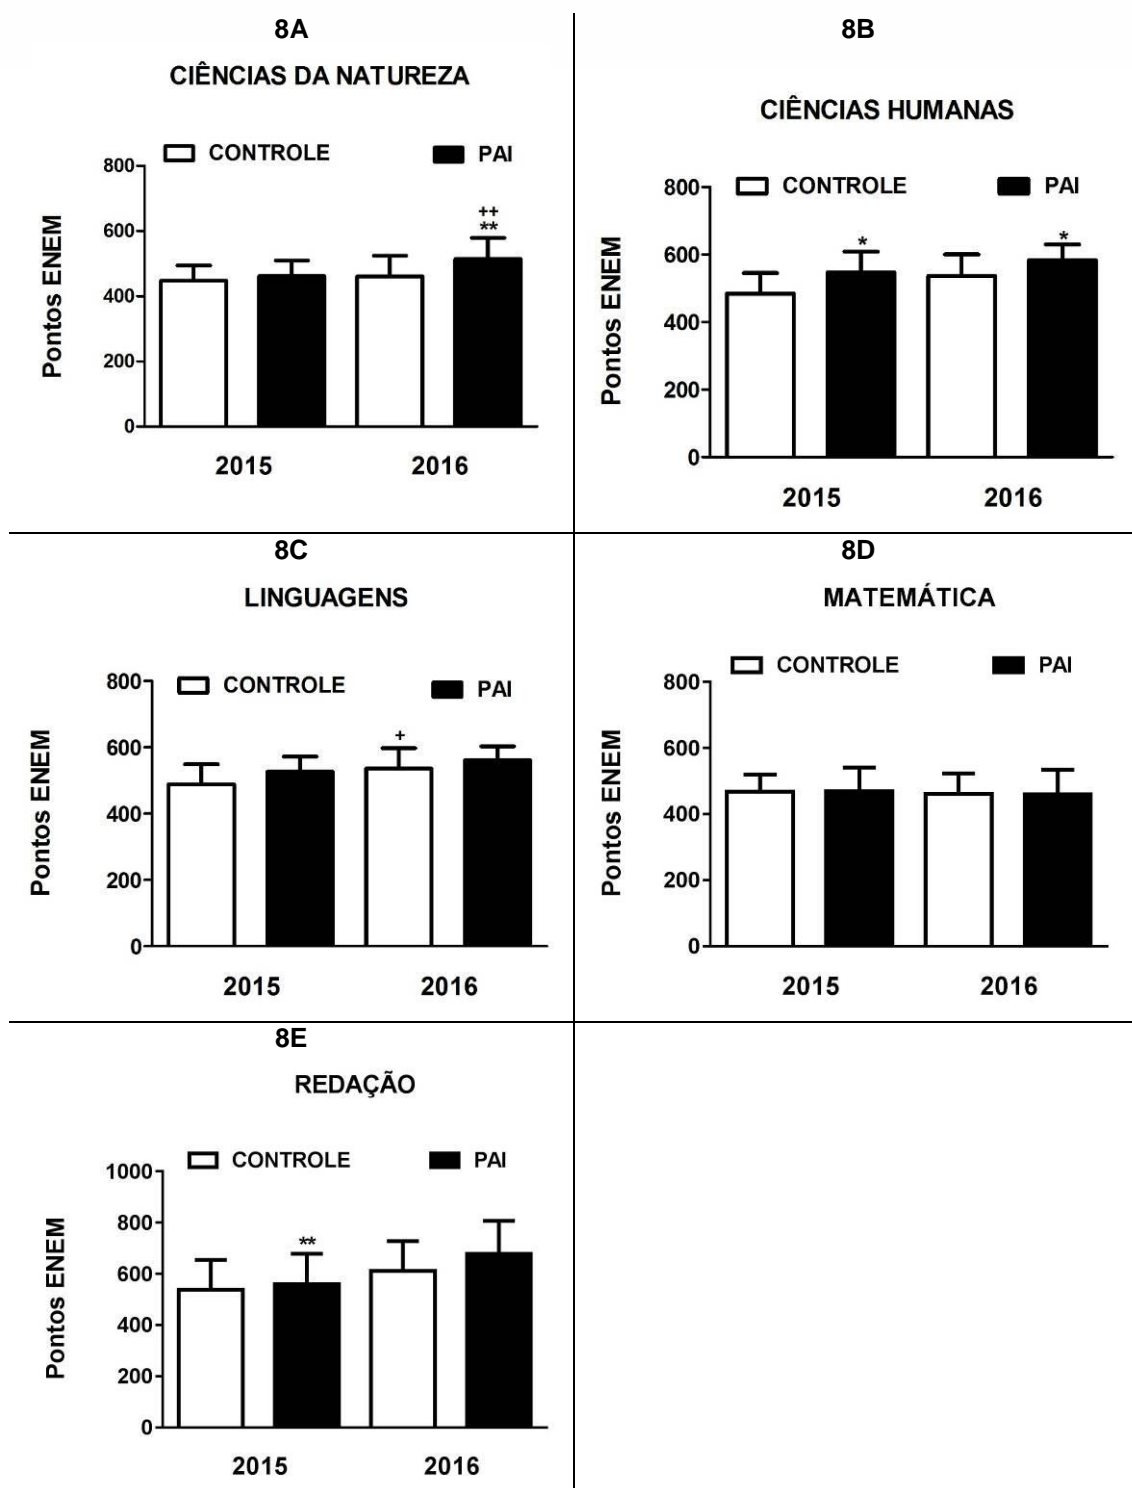 8A
CIÊNCIAS DA NATUREZA
CONTROLE PAI
Pontos ENEM
800
600
400
200
0
++
**
2015 2016
8B
CIÊNCIAS HUMANAS
CONTROLE PAI
Pontos ENEM
800
600
400
200
0
* *
2015 2016
8C
LINGUAGENS
CONTROLE PAI
Pontos ENEM
800
600
400
200
0
+
2015 2016
8D
MATEMÁTICA
CONTROLE PAI
Pontos ENEM
800
600
400
200
0
2015 2016
8E
REDAÇÃO
CONTROLE PAI
Pontos ENEM
1000
800
600
400
200
0
**
2015 2016